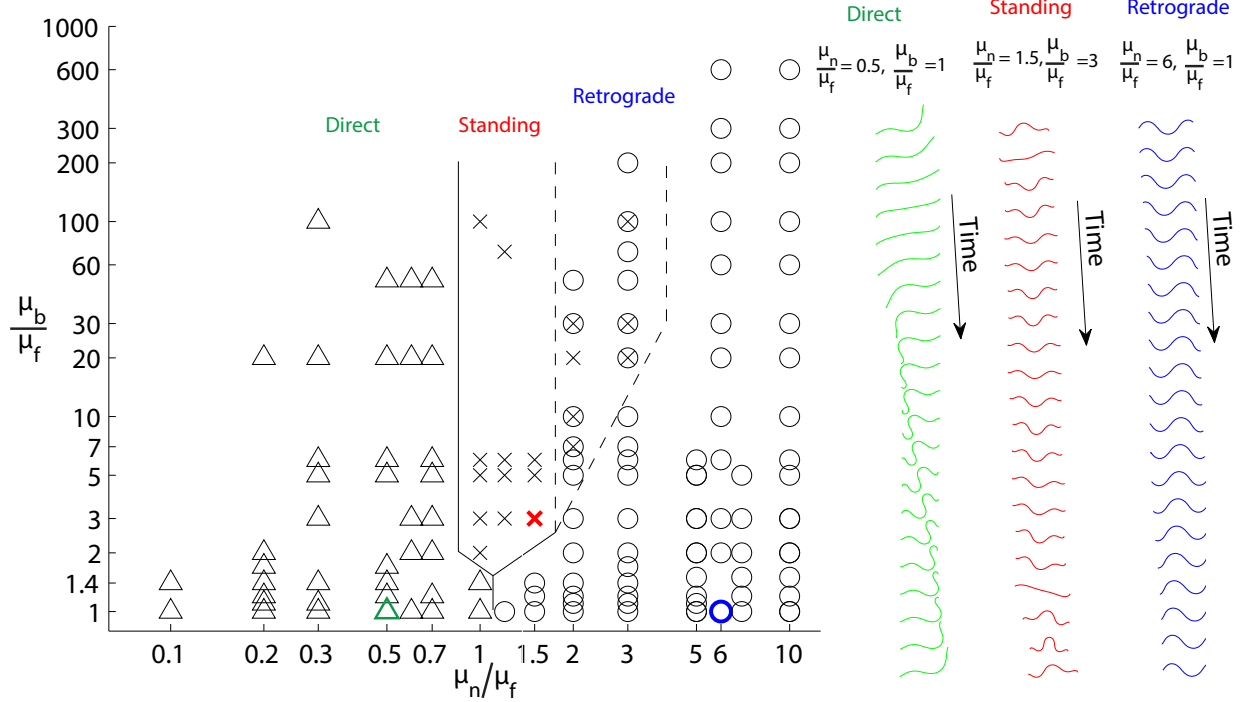 Direct
Standing
Retrograde
μn/μf = 0.5, μb/μf =1
μn/μf = 1.5, μb/μf =3
μn/μf = 6, μb/μf =1
1000
600
300
200
100
60
30
20
10
7
5
3
2
1.4
1
μb/μf
Direct
Standing
Retrograde
Time
Time
Time
0.1
0.2
0.3
0.5
0.7
1
1.5
2
3
5
6
10
μn/μf